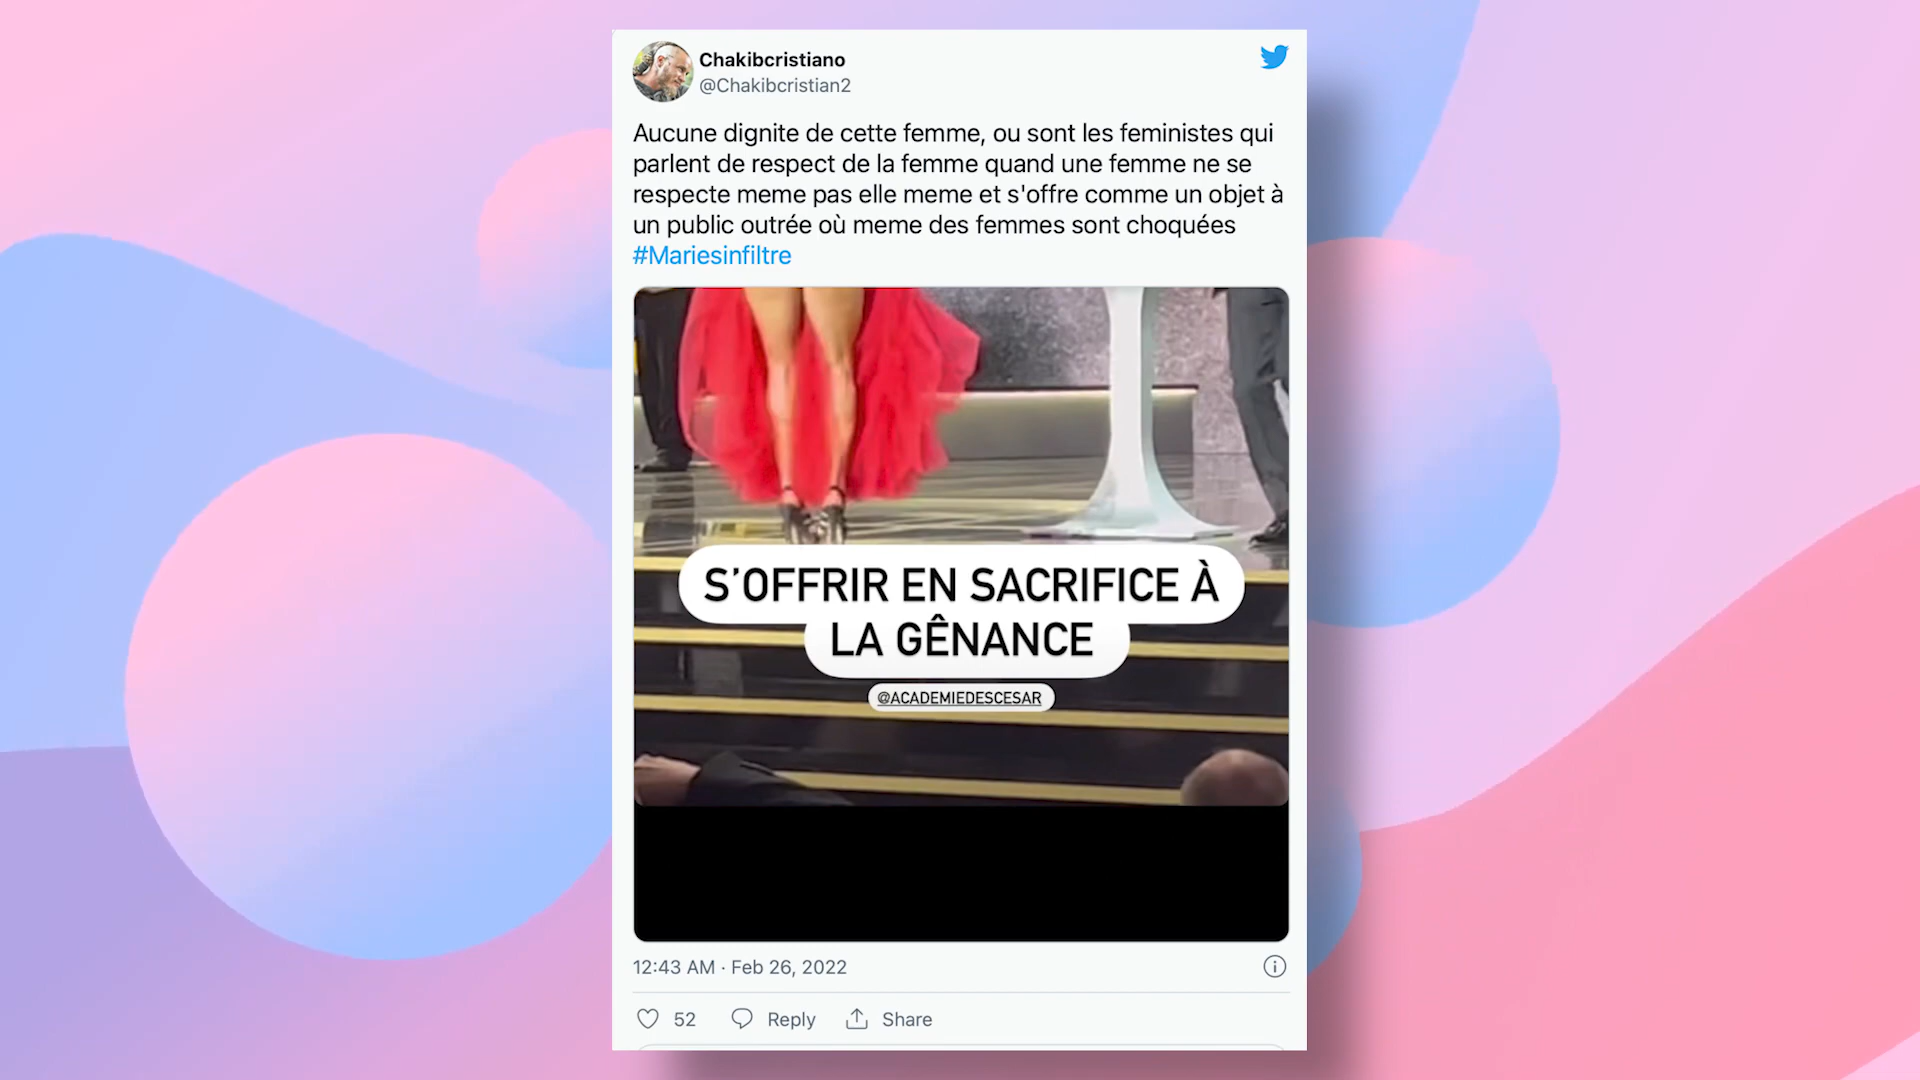 Chakibcristiano
@Chakibcristian2
Aucune dignite de cette femme, ou sont les feministes qui
parlent de respect de la femme quand une femme ne se
respecte meme pas elle meme et s'offre comme un objet à
un public outrée où meme des femmes sont choquées
#Mariesinfiltre
S'OFFRIR EN SACRIFICE À
LA GÊNANCE
@ACADEMIEDESCESAR
12:43 AM · Feb 26, 2022
52 Reply Share